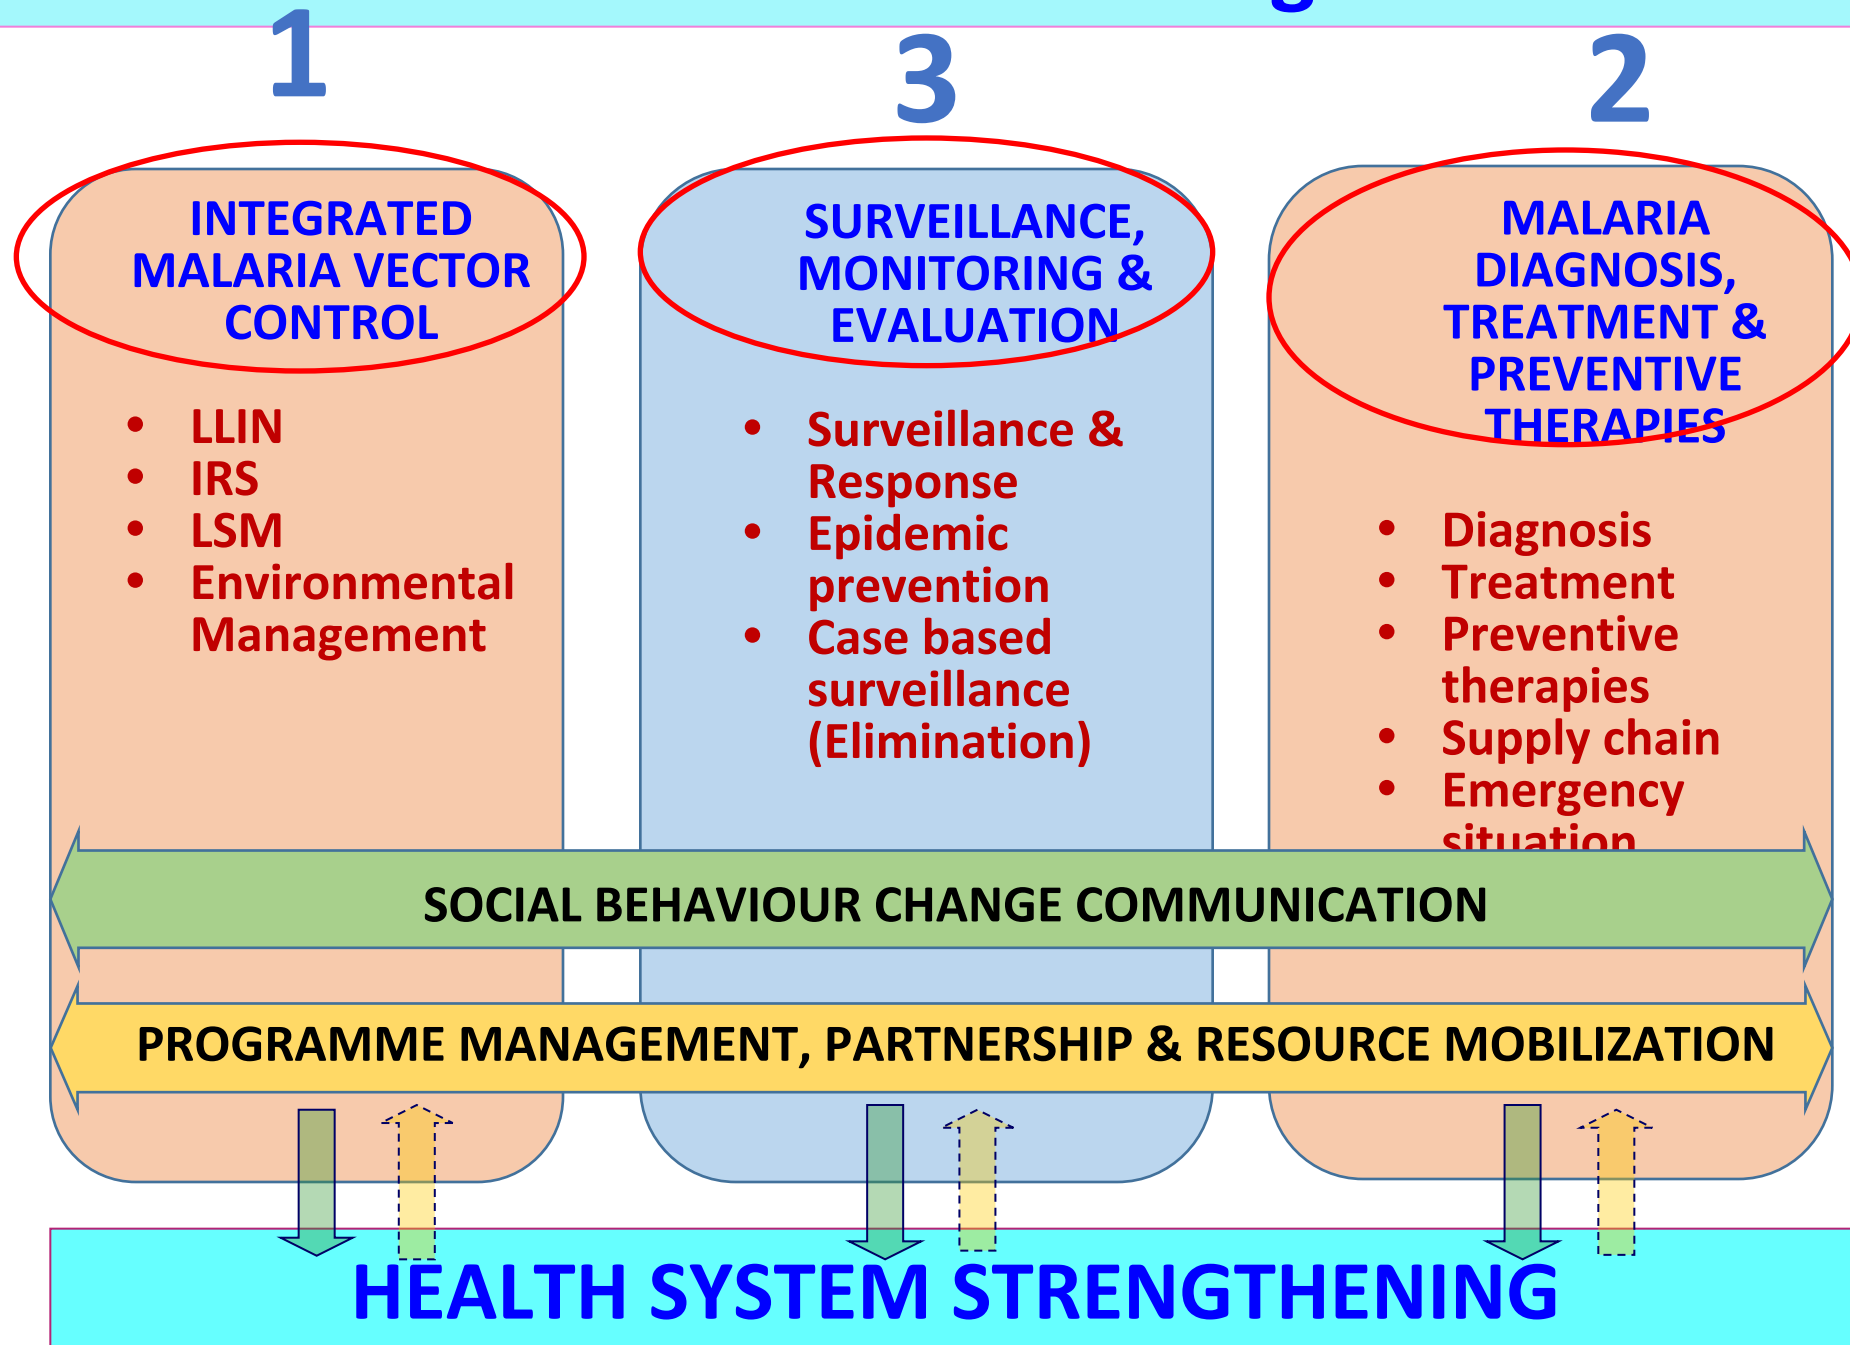 1
3
2
INTEGRATED
MALARIA VECTOR
CONTROL
• LLIN
• IRS
• LSM
• Environmental
Management
SURVEILLANCE,
MONITORING &
EVALUATION
• Surveillance &
Response
• Epidemic
prevention
• Case based
surveillance
(Elimination)
MALARIA
DIAGNOSIS,
TREATMENT &
PREVENTIVE
THERAPIES
• Diagnosis
• Treatment
• Preventive
therapies
• Supply chain
• Emergency
situation
SOCIAL BEHAVIOUR CHANGE COMMUNICATION
PROGRAMME MANAGEMENT, PARTNERSHIP & RESOURCE MOBILIZATION
HEALTH SYSTEM STRENGTHENING